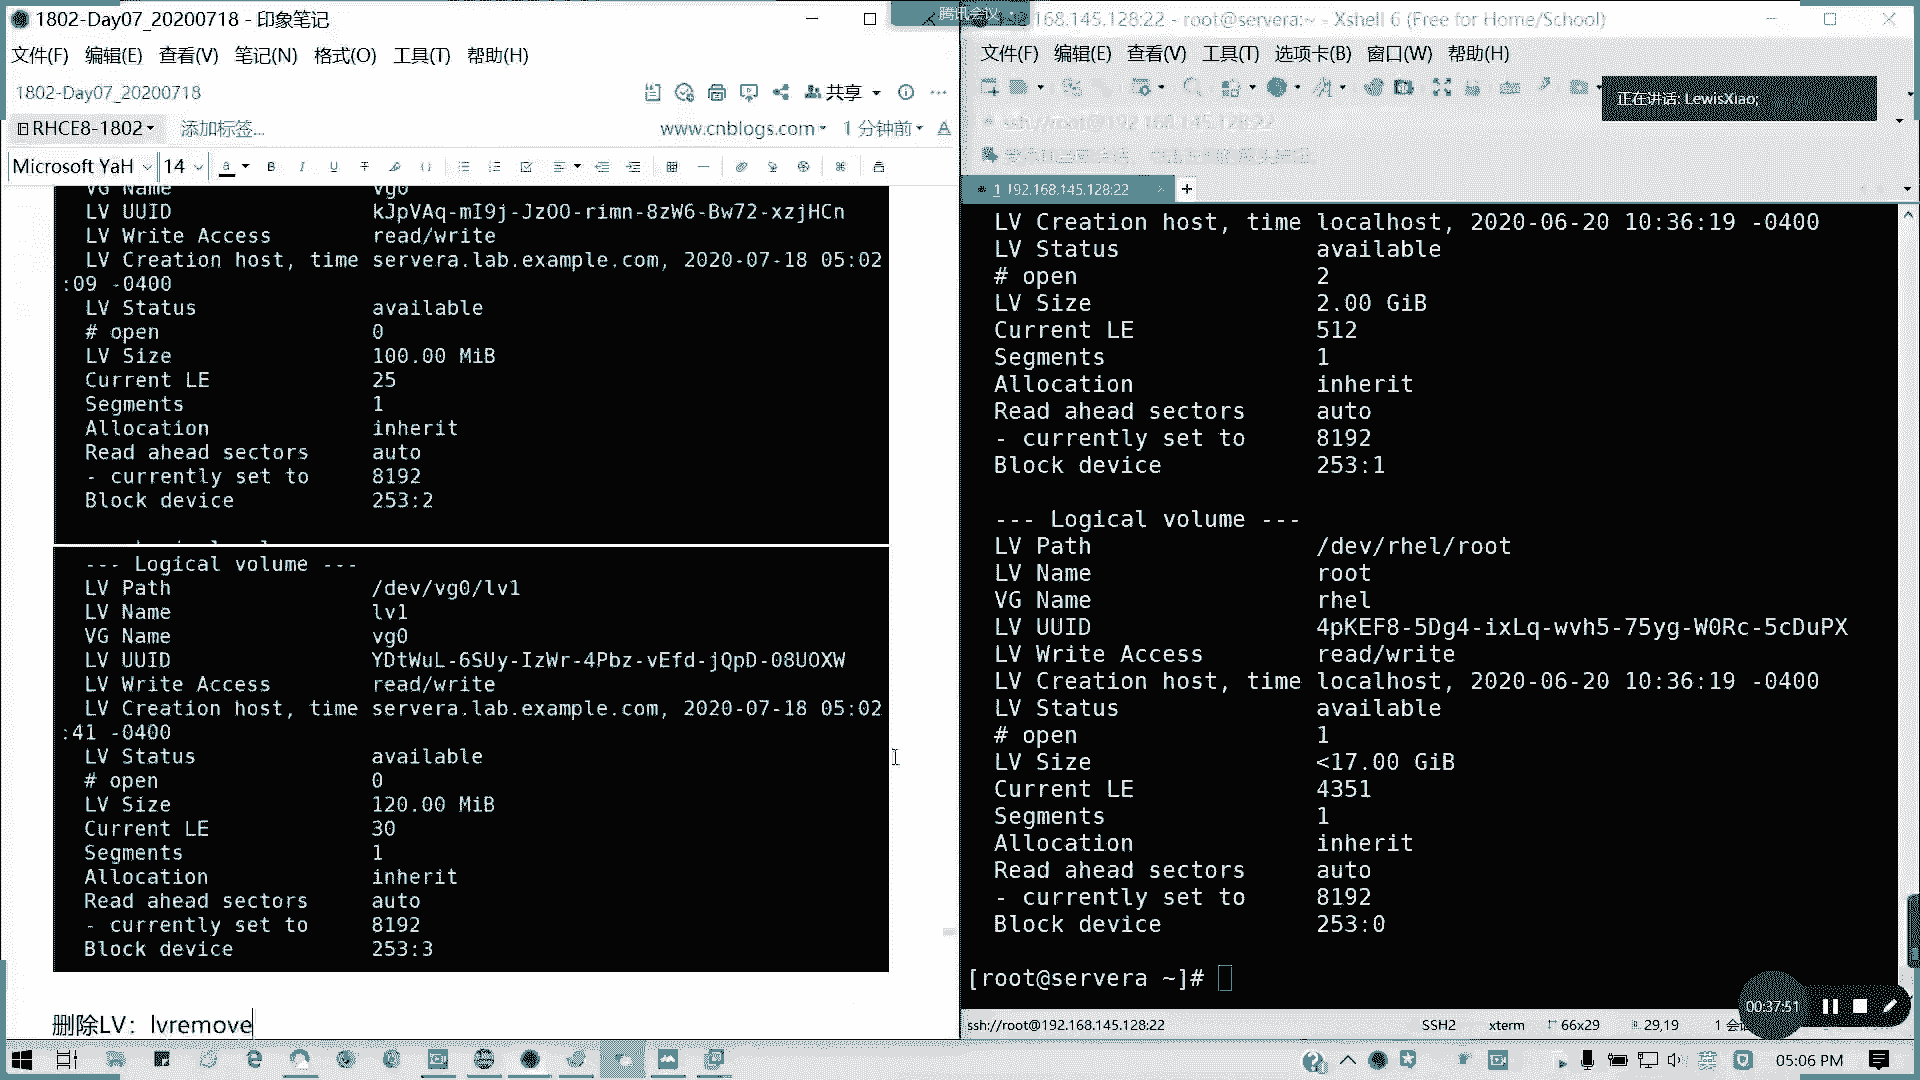 1802-Day07_20200718 - 印象笔记
文件(F) 编辑(E) 查看(V) 笔记(N) 格式(O) 工具(T) 帮助(H)
1802-Day07_20200718
共享
RHCE8-1802
添加标签...
www.cnblogs.com
1 分钟前
Microsoft YaH 14
VG Name vg0
LV UUID kJpVAq-mI9j-JzOO-rimn-8zW6-Bw72-xzjHCn
LV Write Access read/write
LV Creation host, time servera.lab.example.com, 2020-07-18 05:02
:09 -0400
LV Status available
# open 0
LV Size 100.00 MiB
Current LE 25
Segments 1
Allocation inherit
Read ahead sectors auto
- currently set to 8192
Block device 253:2
--- Logical volume ---
LV Path /dev/vg0/lv1
LV Name lv1
VG Name vg0
LV UUID YDtWuL-6SUy-IzWr-4Pbz-vEfd-jQpD-08UOXW
LV Write Access read/write
LV Creation host, time servera.lab.example.com, 2020-07-18 05:02
:41 -0400
LV Status available
# open 0
LV Size 120.00 MiB
Current LE 30
Segments 1
Allocation inherit
Read ahead sectors auto
- currently set to 8192
Block device 253:3
删除LV：lvremove
腾讯会议
192.168.145.128:22 - root@servera:~ - Xshell 6 (Free for Home/School)
文件(F) 编辑(E) 查看(V) 工具(T) 选项卡(B) 窗口(W) 帮助(H)
正在讲话: LewisXiao;
ssh://root@192.168.145.128:22
1 192.168.145.128:22
LV Creation host, time localhost, 2020-06-20 10:36:19 -0400
LV Status available
# open 2
LV Size 2.00 GiB
Current LE 512
Segments 1
Allocation inherit
Read ahead sectors auto
- currently set to 8192
Block device 253:1
--- Logical volume ---
LV Path /dev/rhel/root
LV Name root
VG Name rhel
LV UUID 4pKEF8-5Dg4-ixLq-wvh5-75yg-W0Rc-5cDuPX
LV Write Access read/write
LV Creation host, time localhost, 2020-06-20 10:36:19 -0400
LV Status available
# open 1
LV Size <17.00 GiB
Current LE 4351
Segments 1
Allocation inherit
Read ahead sectors auto
- currently set to 8192
Block device 253:0
[root@servera ~]#
00:37:51
ssh://root@192.168.145.128:22 SSH2 xterm 66x29 29,19
英
05:06 PM